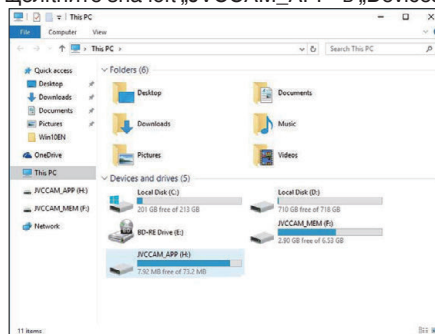 Щелкните значок „JVCCAM_APP“ в „Devices
This PC
File Computer View
This PC
Search This PC
Quick access
Desktop
Downloads
Documents
Pictures
Win10EN
OneDrive
This PC
JVCCAM_APP (H:)
JVCCAM_MEM (F:)
Network
Folders (6)
Desktop
Documents
Downloads
Music
Pictures
Videos
Devices and drives (5)
Local Disk (C:)
201 GB free of 213 GB
Local Disk (D:)
710 GB free of 718 GB
BD-RE Drive (E:)
JVCCAM_MEM (F:)
2.90 GB free of 6.53 GB
JVCCAM_APP (H:)
7.92 MB free of 73.2 MB
11 items